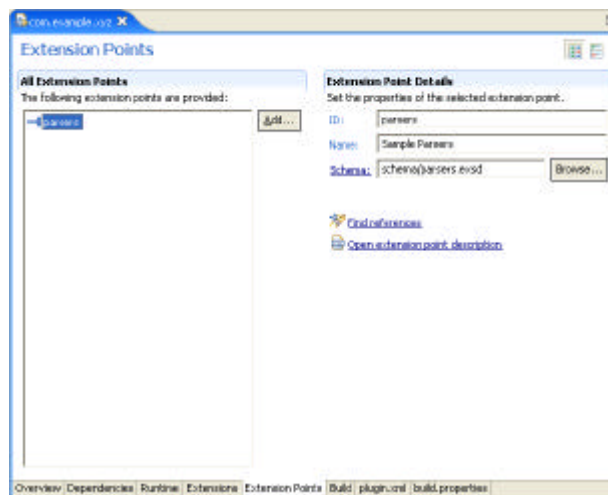 com.example.xyz
Extension Points
All Extension Points
The following extension points are provided:
parsers
Add...
Extension Point Details
Set the properties of the selected extension point.
ID: parsers
Name: Sample Parsers
Schema: schema/parsers.exsd Browse...
Find references
Open extension point description
Overview Dependencies Runtime Extensions Extension Points Build plugin.xml build.properties